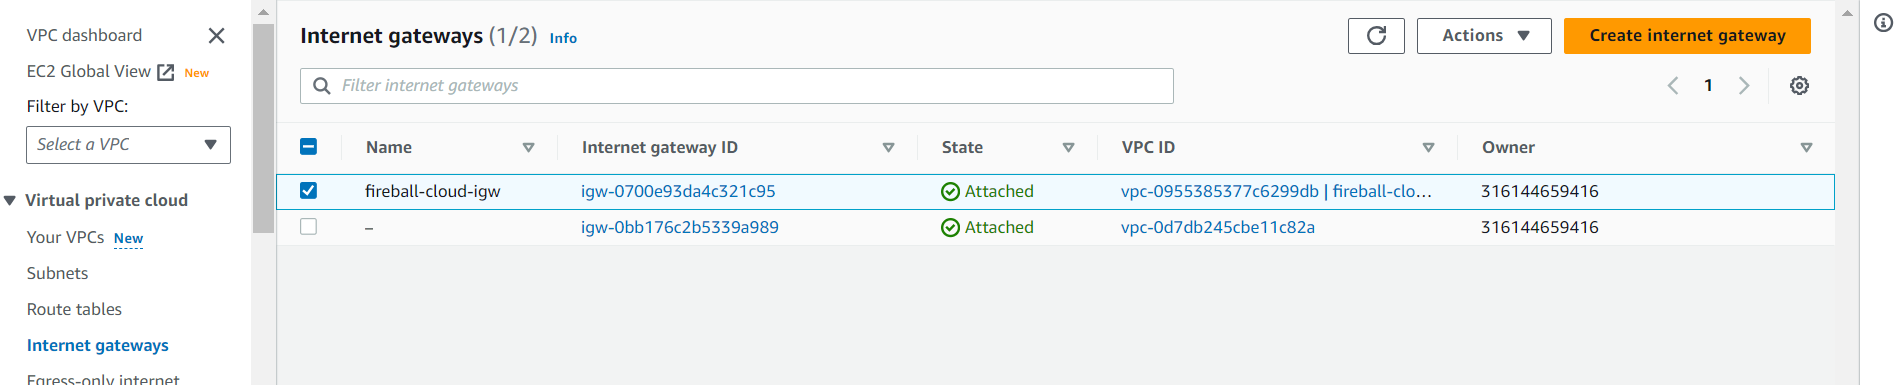 VPC dashboard
EC2 Global View New
Filter by VPC:
Select a VPC
Virtual private cloud
Your VPCs New
Subnets
Route tables
Internet gateways
Egress-only internet
Internet gateways (1/2) Info
Actions
Create internet gateway
Filter internet gateways
1
Name Internet gateway ID State VPC ID Owner
fireball-cloud-igw igw-0700e93da4c321c95 Attached vpc-0955385377c6299db | fireball-clo... 316144659416
– igw-0bb176c2b5339a989 Attached vpc-0d7db245cbe11c82a 316144659416